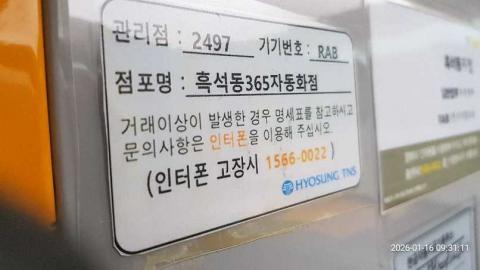 관리점 : 2497 기기번호 : RAB
점포명 : 흑석동365자동화점
거래이상이 발생한 경우 명세표를 참고하시고
문의사항은 인터폰을 이용해 주십시오.
(인터폰 고장시 1566-0022 )
HYOSUNG TNS
2026-01-16 09:31:11